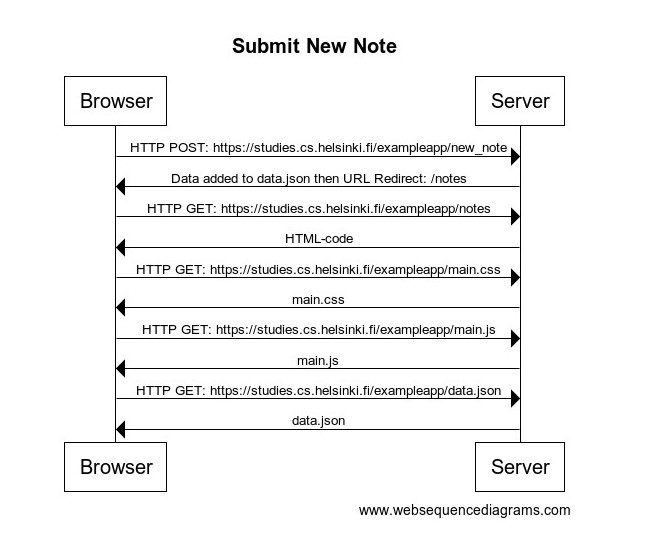 Submit New Note
Browser
Server
HTTP POST: https://studies.cs.helsinki.fi/exampleapp/new_note
Data added to data.json then URL Redirect: /notes
HTTP GET: https://studies.cs.helsinki.fi/exampleapp/notes
HTML-code
HTTP GET: https://studies.cs.helsinki.fi/exampleapp/main.css
main.css
HTTP GET: https://studies.cs.helsinki.fi/exampleapp/main.js
main.js
HTTP GET: https://studies.cs.helsinki.fi/exampleapp/data.json
data.json
Browser
Server
www.websequencediagrams.com